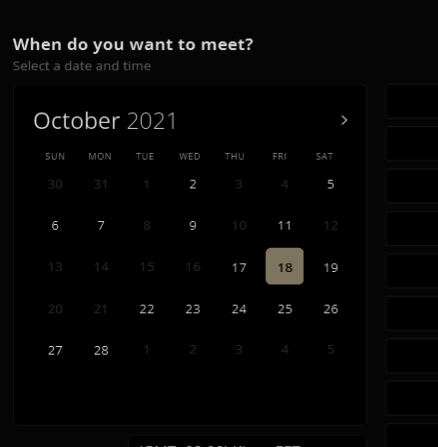 When do you want to meet?
Select a date and time
October 2021 >
SUN MON TUE WED THU FRI SAT
30 31 1 2 3 4 5
6 7 8 9 10 11 12
13 14 15 16 17 18 19
20 21 22 23 24 25 26
27 28 1 2 3 4 5